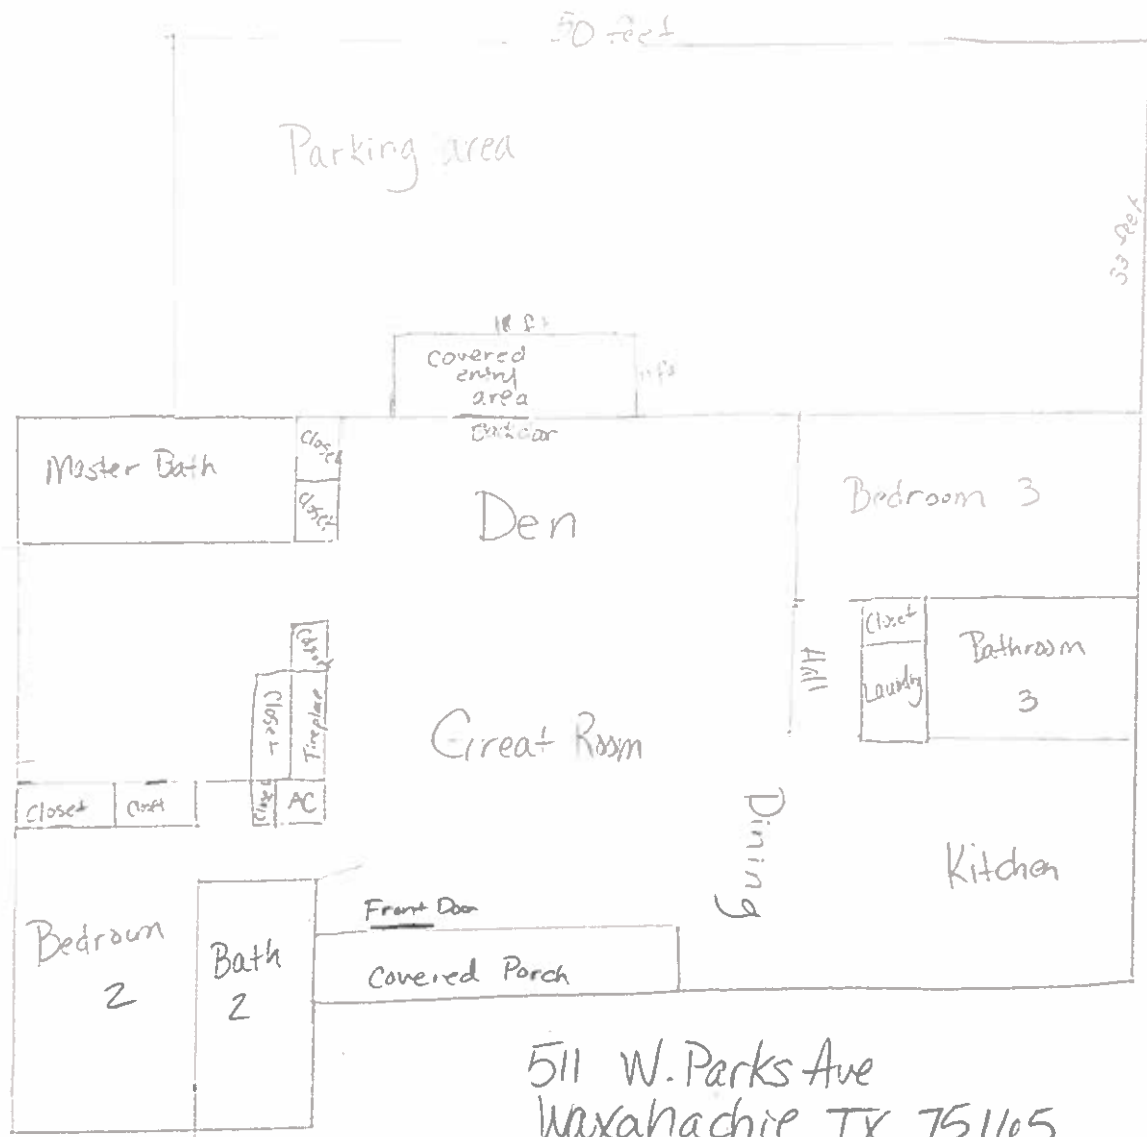 50 feet
Parking area
33 feet
18 ft
covered
entry
area
Backdoor
Master Bath
Closet
Closet
Den
Bedroom 3
Closet
Laundry
Bathroom
3
Hall
Closet
Fireplace
Great Room
Closet
Closet
Closet
AC
Dining
Kitchen
Front Door
Covered Porch
Bedroom
2
Bath
2
511 W. Parks Ave
Waxahachie TX 75165